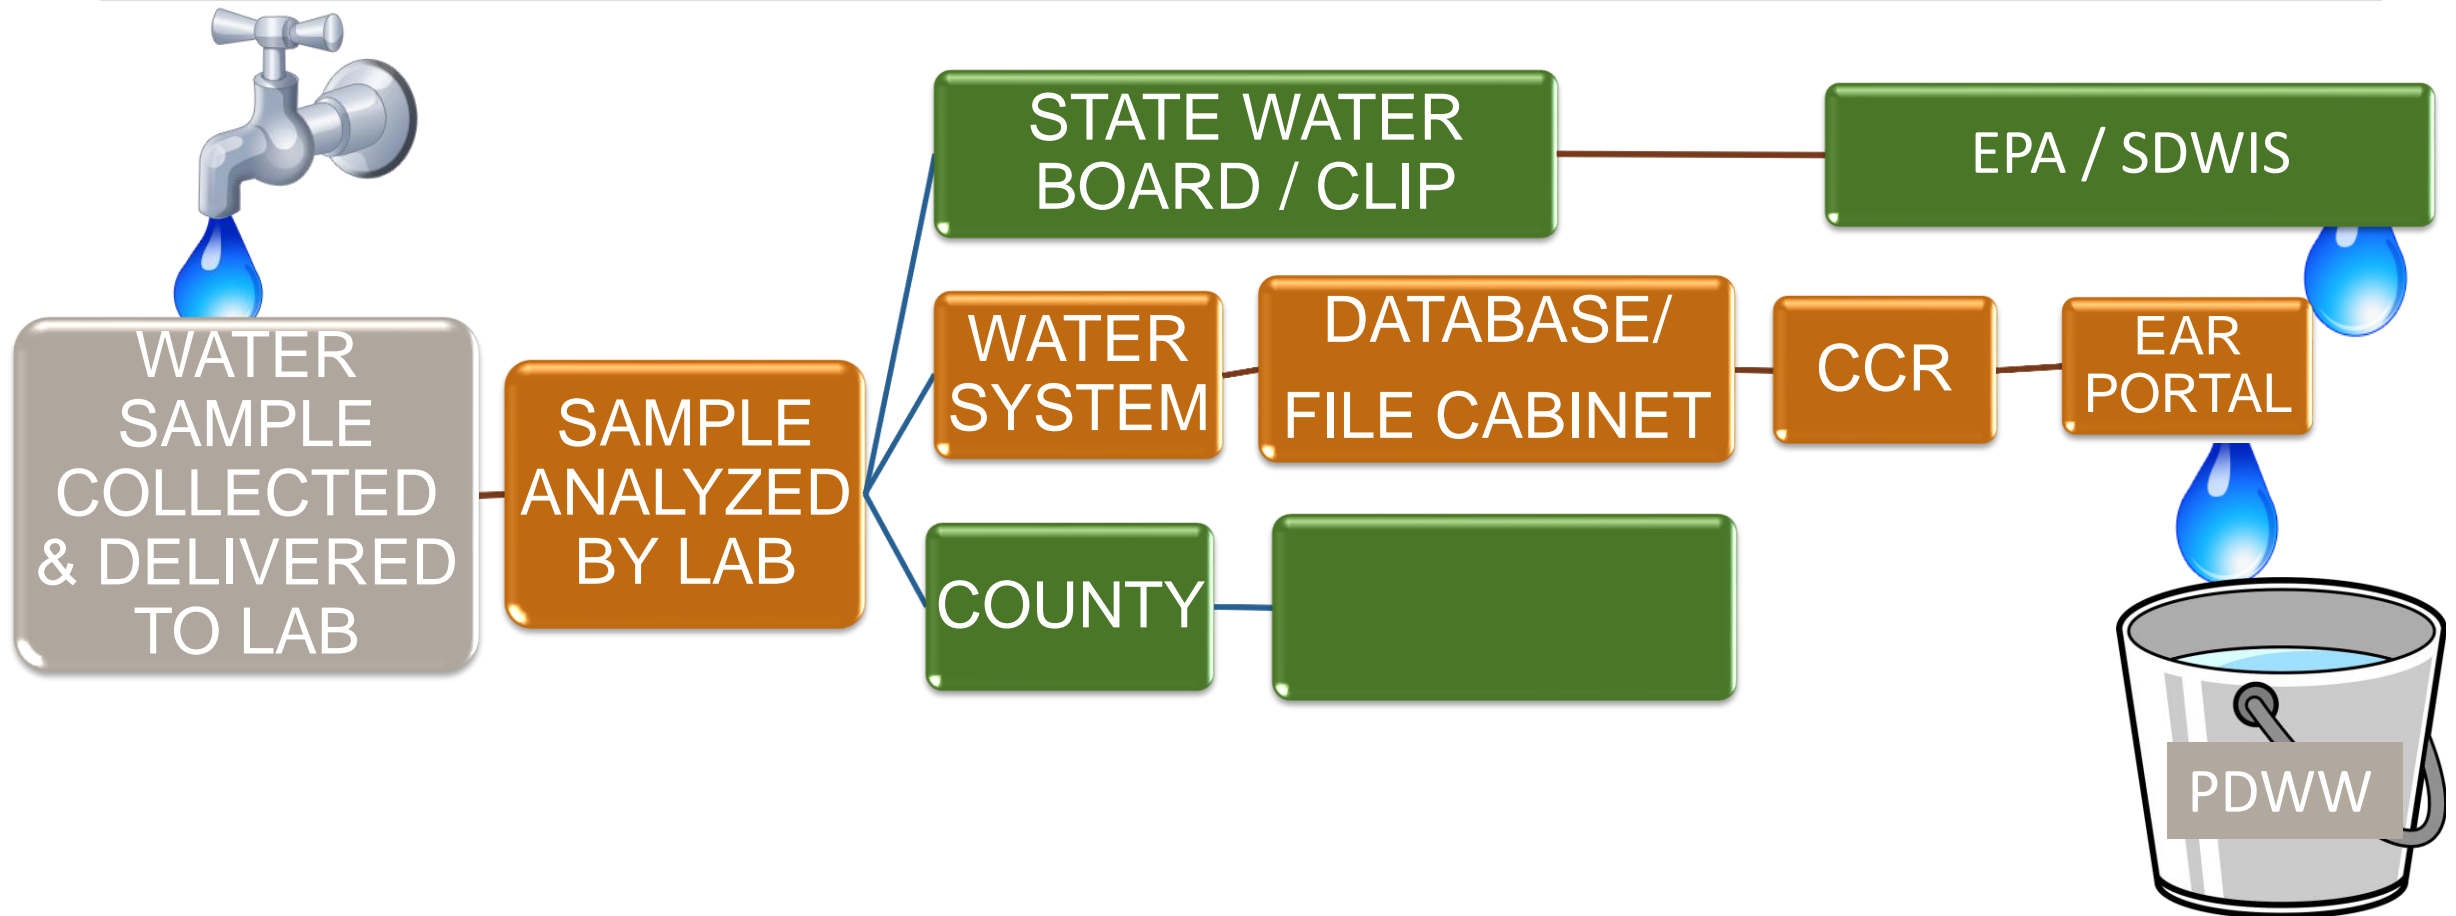 WATER
SAMPLE
COLLECTED
& DELIVERED
TO LAB
SAMPLE
ANALYZED
BY LAB
STATE WATER
BOARD / CLIP
EPA / SDWIS
WATER
SYSTEM
DATABASE/
FILE CABINET
CCR
EAR
PORTAL
COUNTY
PDWW